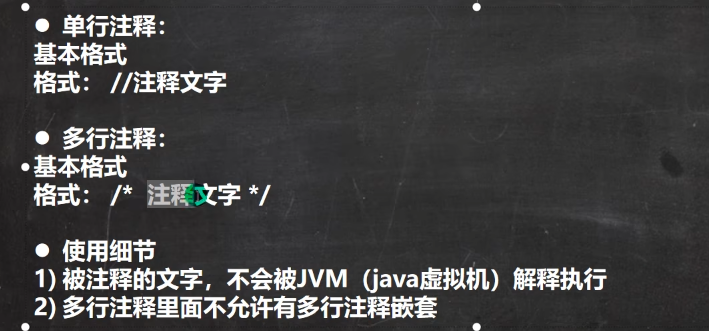 ● 单行注释：
基本格式
格式： //注释文字
● 多行注释：
基本格式
格式： /* 注释文字 */
● 使用细节
1) 被注释的文字，不会被JVM（java虚拟机）解释执行
2) 多行注释里面不允许有多行注释嵌套